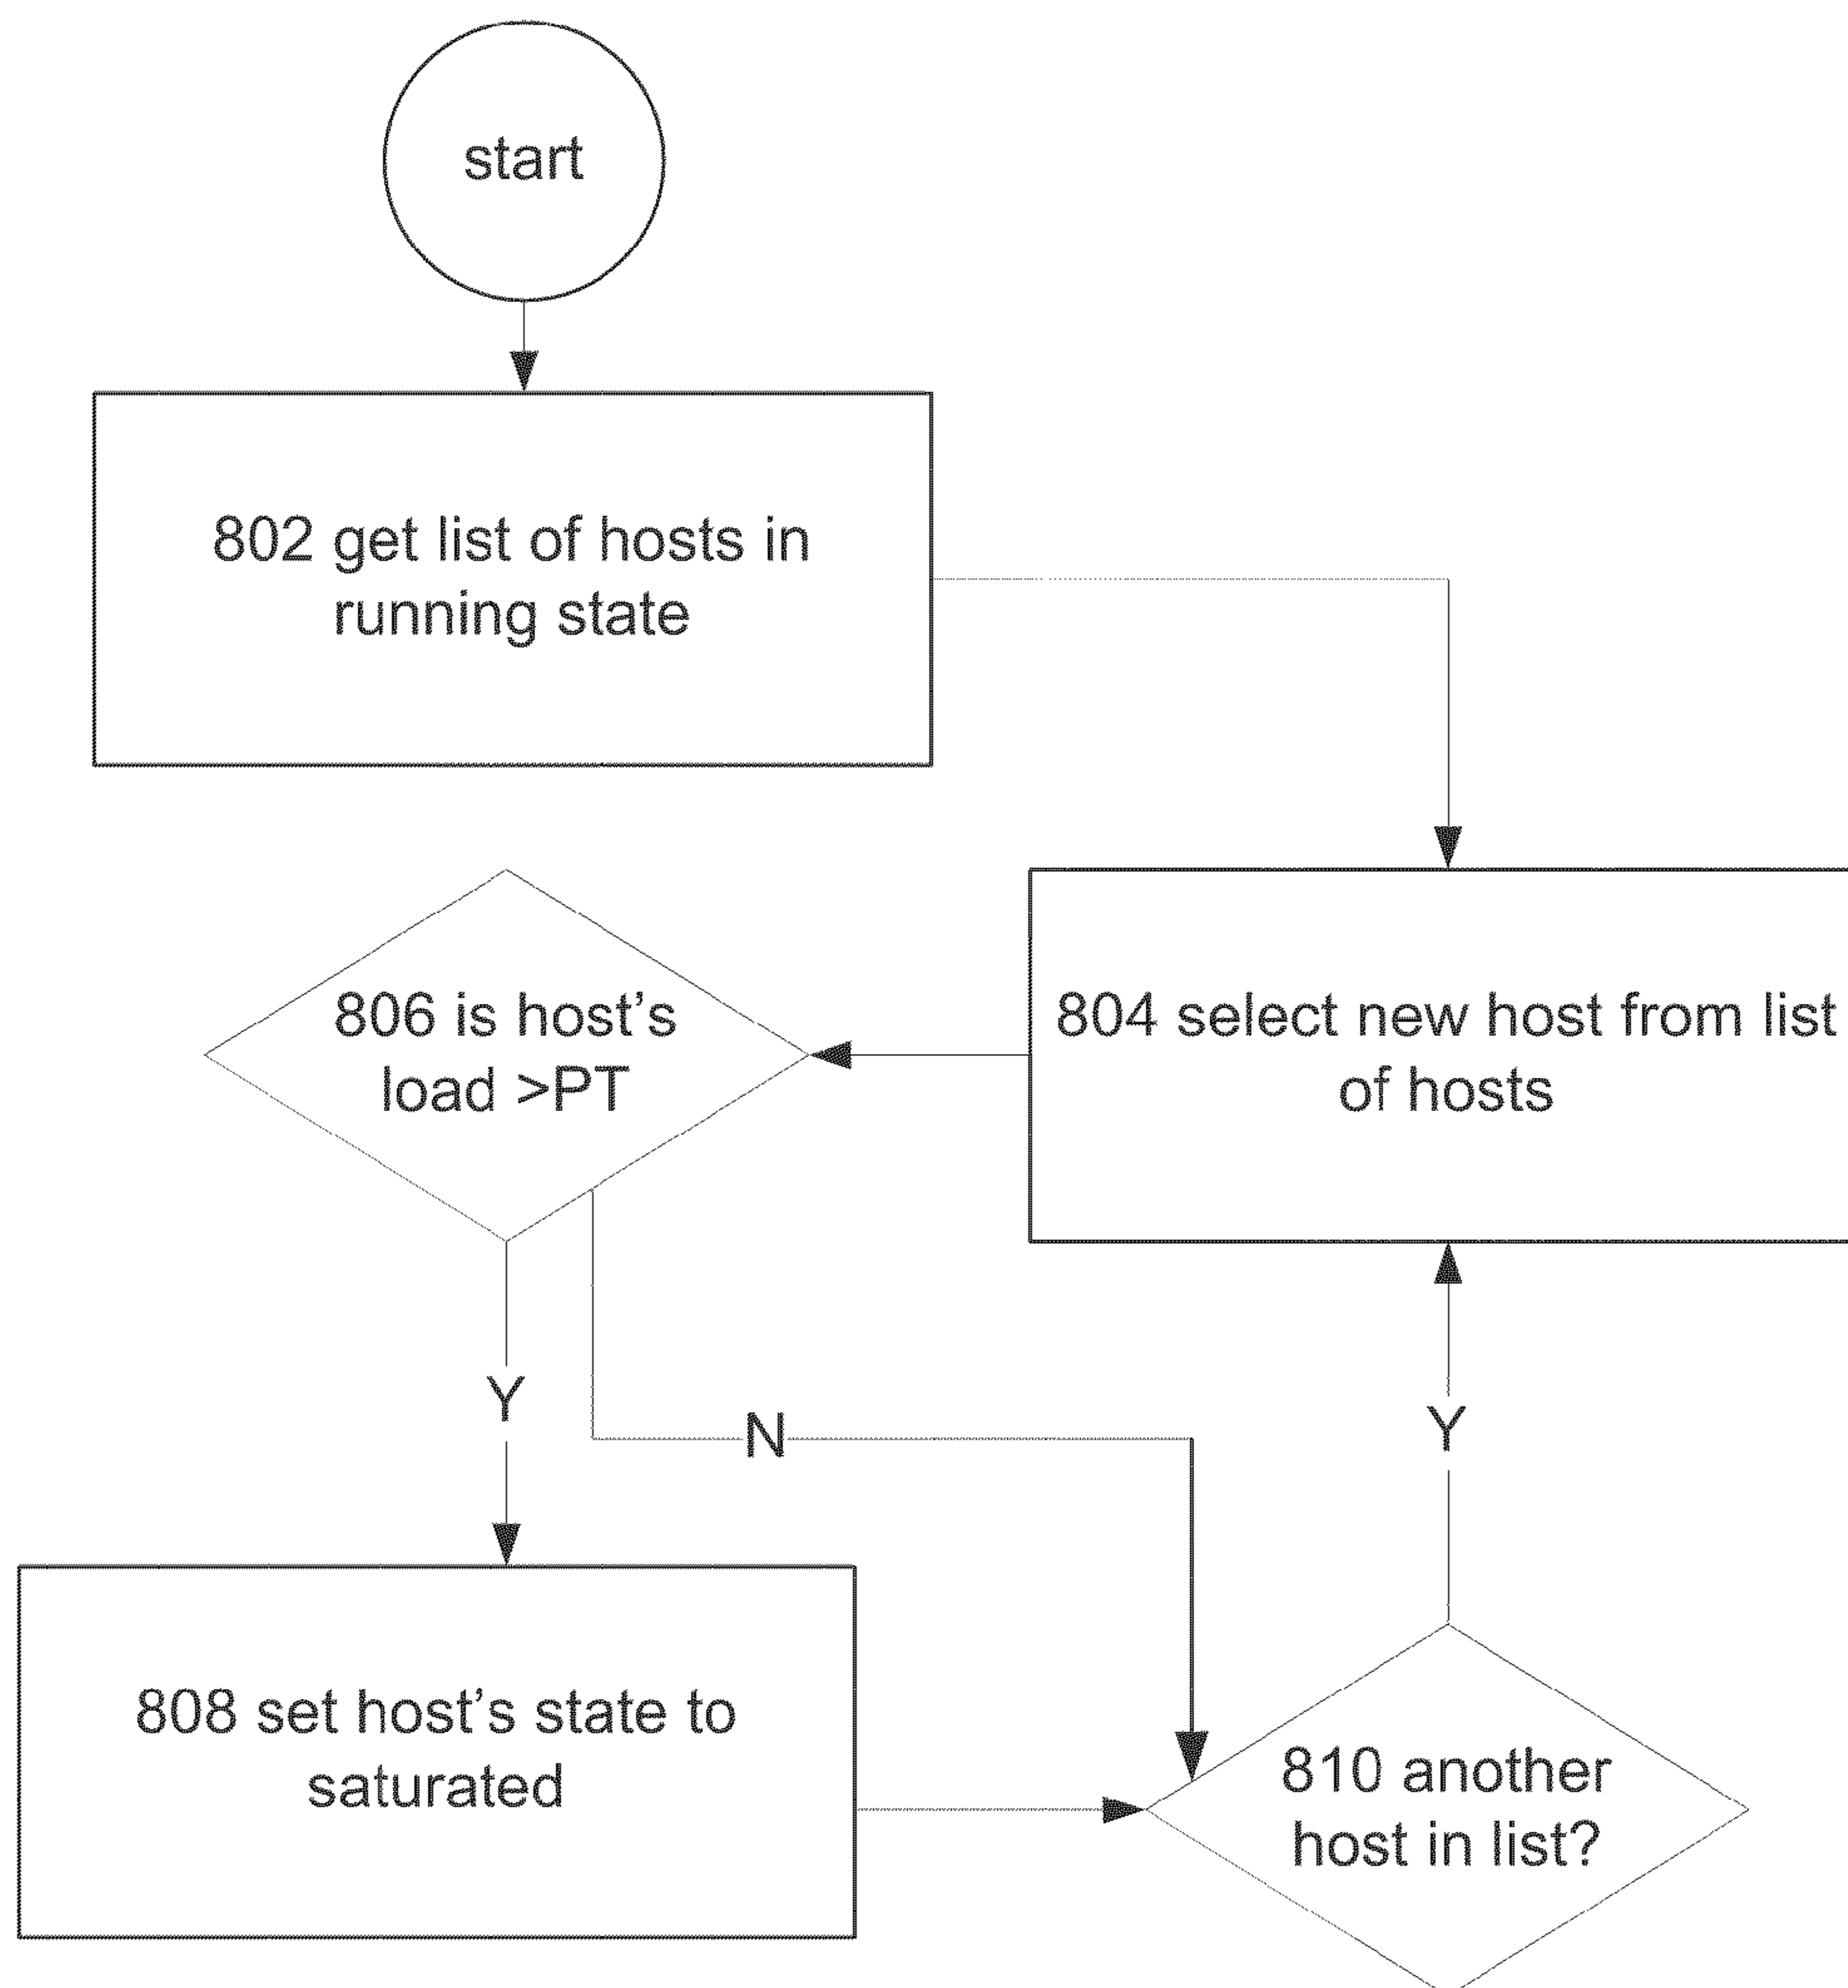 start
802 get list of hosts in
running state
804 select new host from list
of hosts
806 is host's
load >PT
Y
N
Y
808 set host's state to
saturated
810 another
host in list?